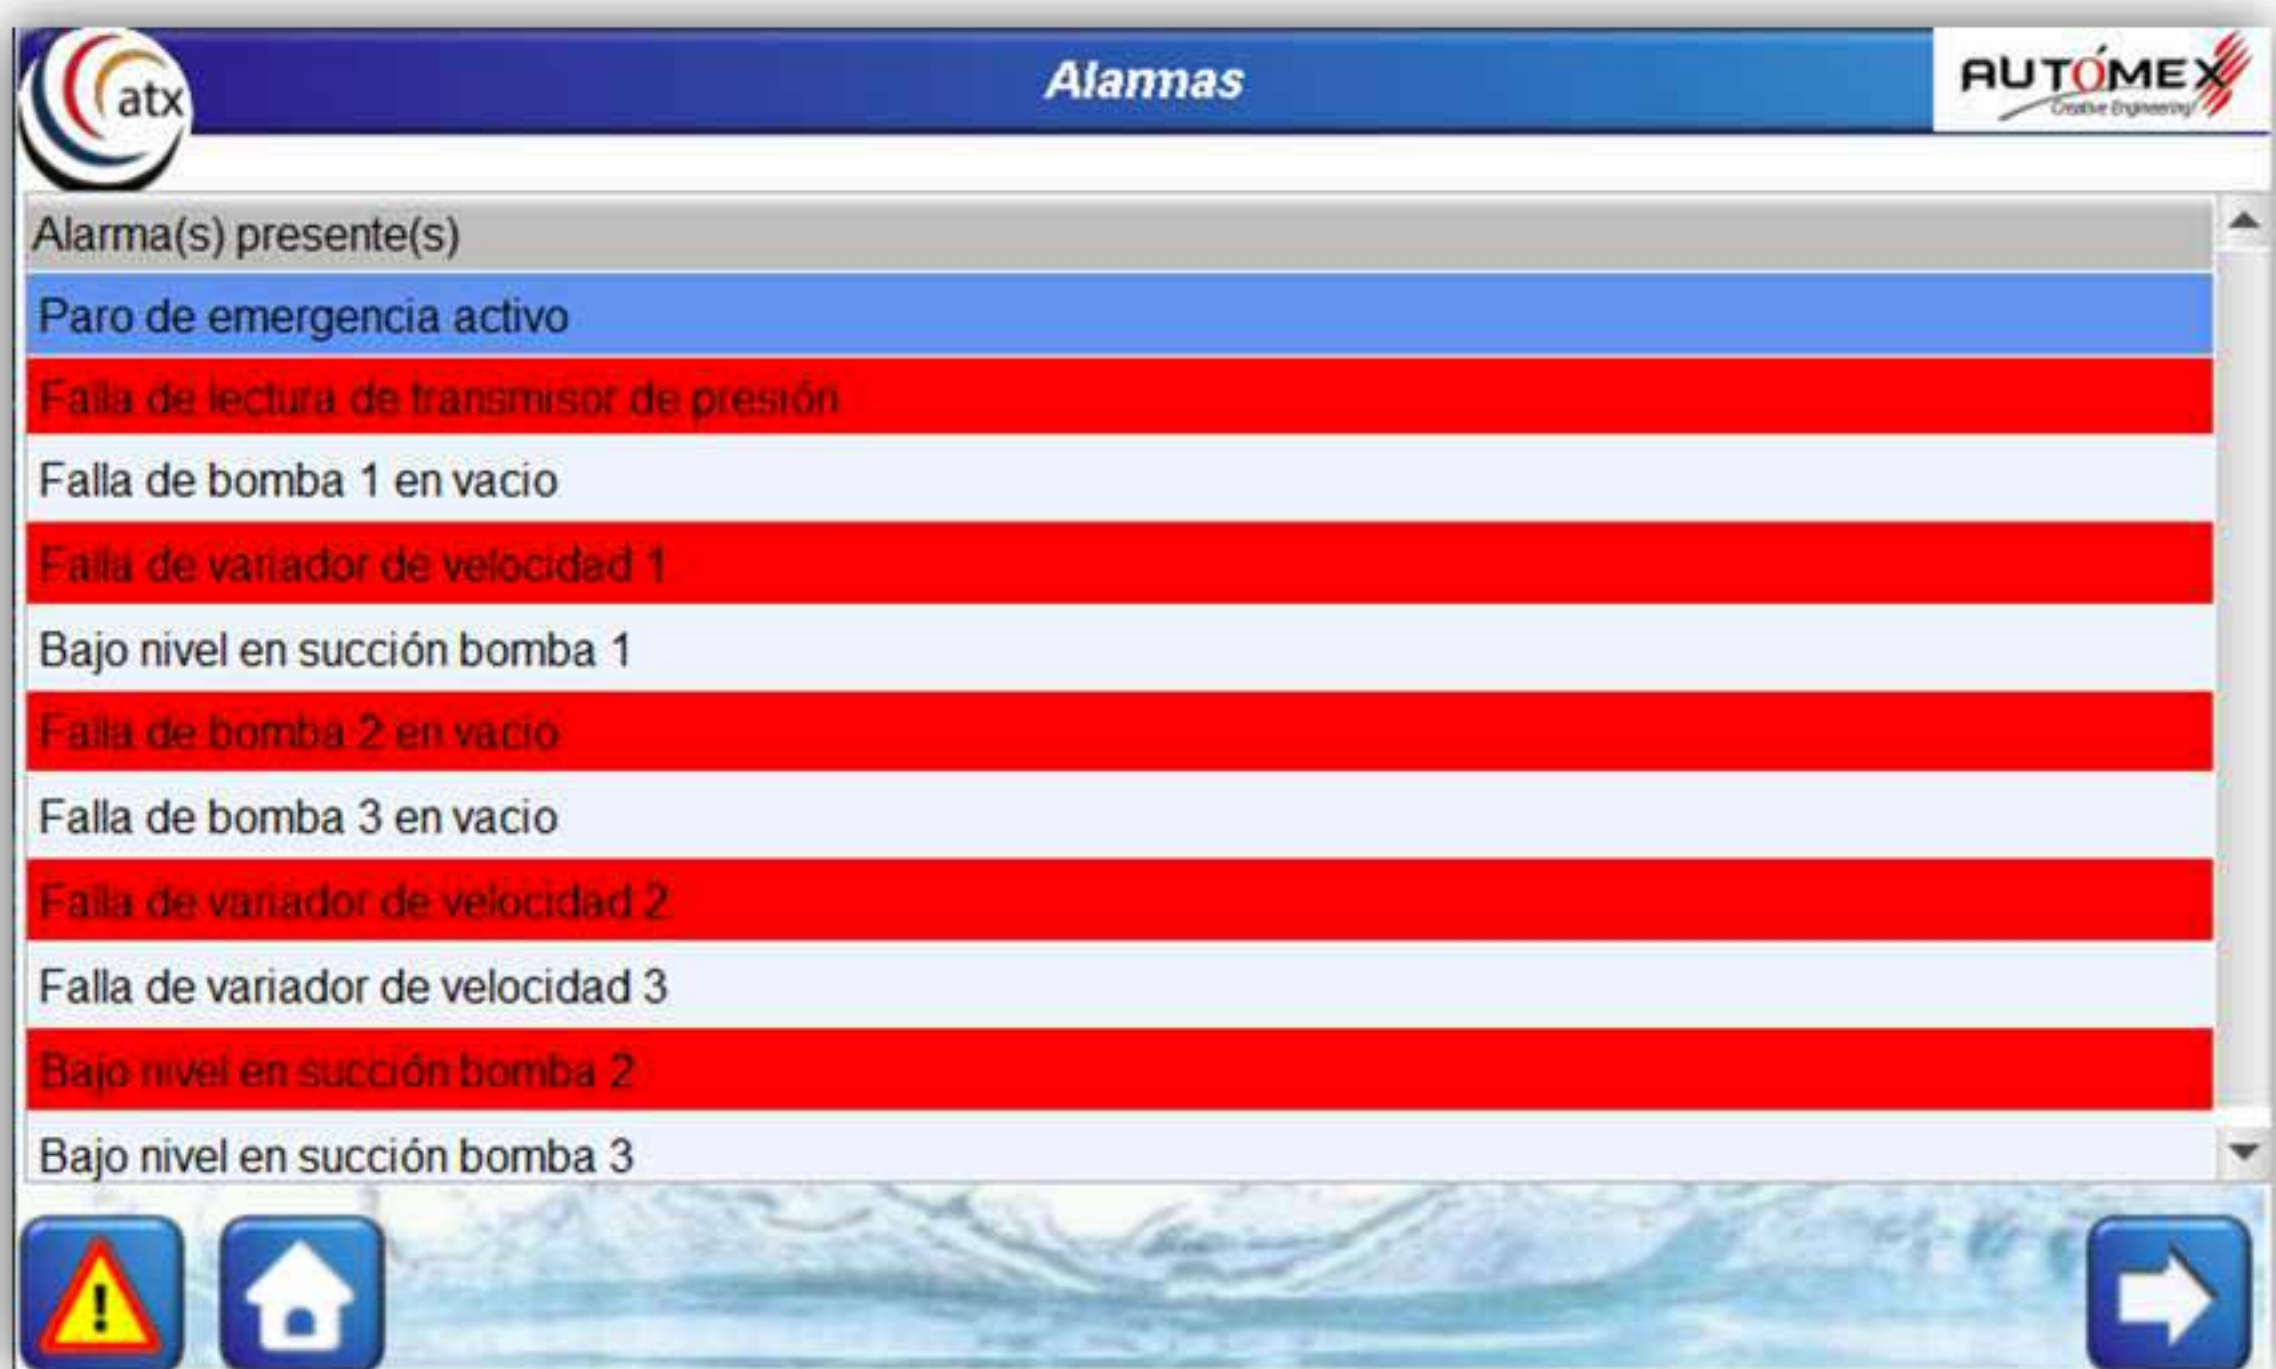 atx
Alarmas
AUTÓMEX
Creative Engineering!
Alarma(s) presente(s)
Paro de emergencia activo
Falla de lectura de transmisor de presión
Falla de bomba 1 en vacio
Falla de variador de velocidad 1
Bajo nivel en succión bomba 1
Falla de bomba 2 en vacio
Falla de bomba 3 en vacio
Falla de variador de velocidad 2
Falla de variador de velocidad 3
Bajo nivel en succión bomba 2
Bajo nivel en succión bomba 3
!